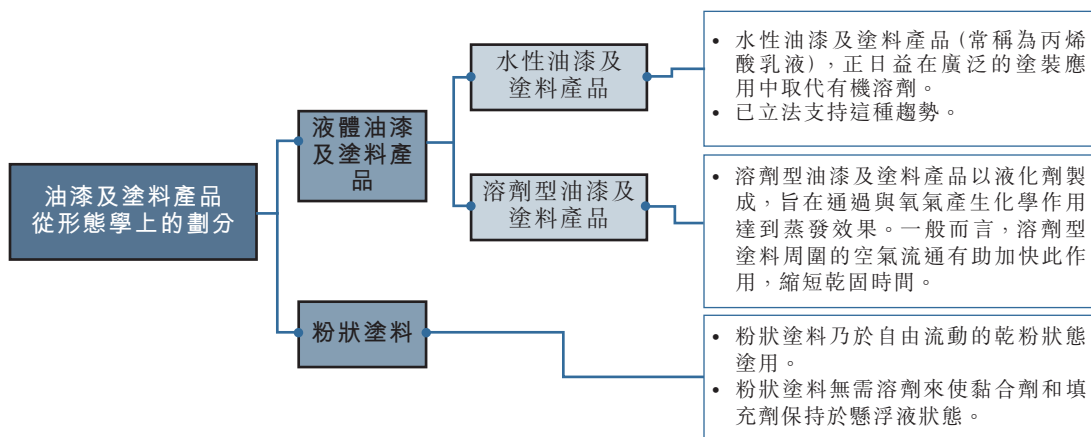 油漆及塗料產品
從形態學上的劃分
液體油漆
及塗料產
品
粉狀塗料
水性油漆及
塗料產品
溶劑型油漆及
塗料產品
• 水性油漆及塗料產品（常稱為丙烯
酸乳液），正日益在廣泛的塗裝應
用中取代有機溶劑。
• 已立法支持這種趨勢。
• 溶劑型油漆及塗料產品以液化劑製
成，旨在通過與氧氣產生化學作用
達到蒸發效果。一般而言，溶劑型
塗料周圍的空氣流通有助加快此作
用，縮短乾固時間。
• 粉狀塗料乃於自由流動的乾粉狀態
塗用。
• 粉狀塗料無需溶劑來使黏合劑和填
充劑保持於懸浮液狀態。